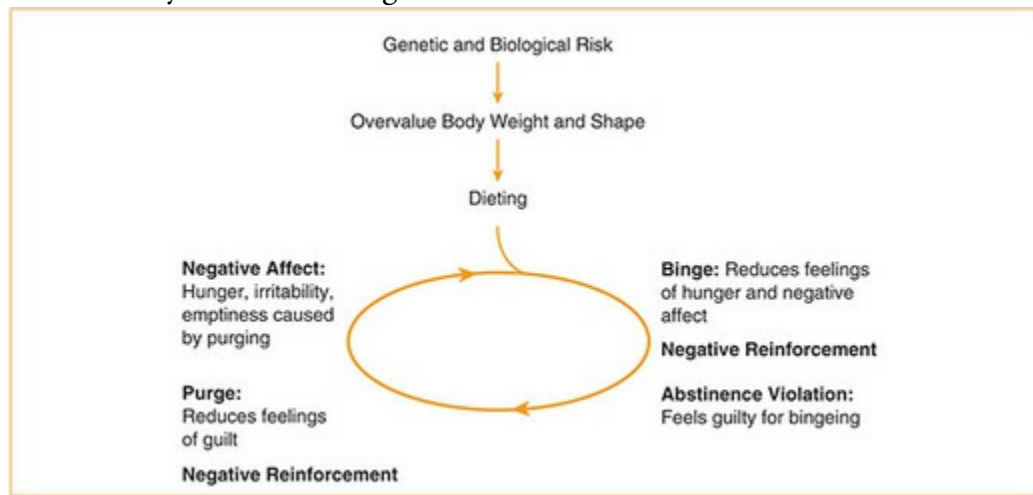 Genetic and Biological Risk
Overvalue Body Weight and Shape
Dieting
Negative Affect:
Hunger, irritability,
emptiness caused
by purging
Binge: Reduces feelings
of hunger and negative
affect
Negative Reinforcement
Purge:
Reduces feelings
of guilt
Negative Reinforcement
Abstinence Violation:
Feels guilty for bingeing